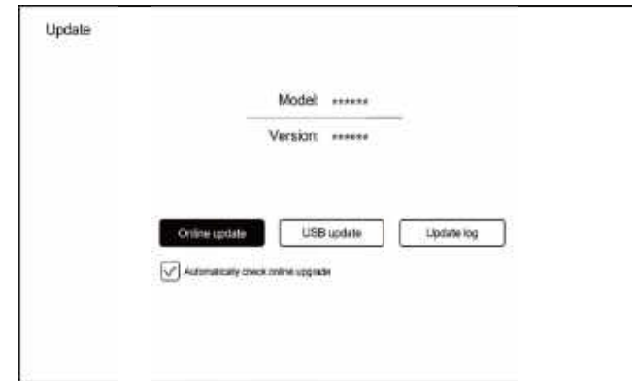 Update
Model: ******
Version: ******
Online update
USB update
Update log
Automatically check online upgrade